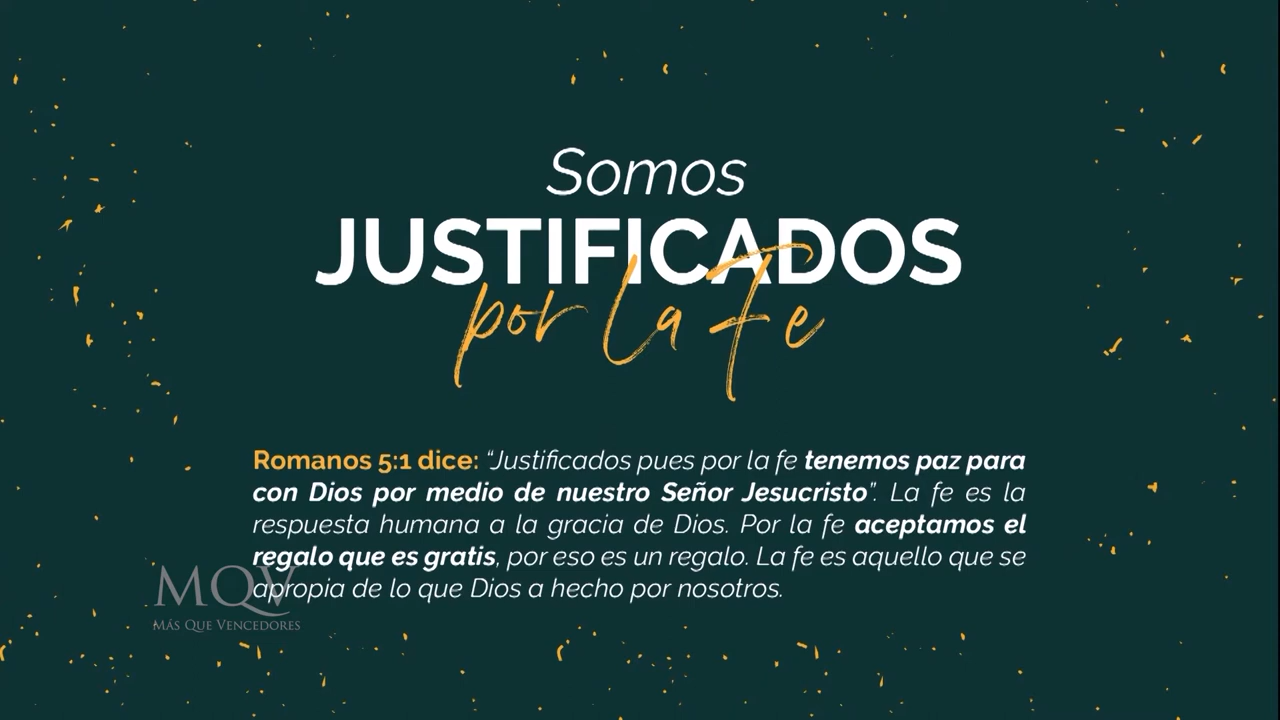 Somos
JUSTIFICADOS
por la Fe
Romanos 5:1 dice: “Justificados pues por la fe tenemos paz para
con Dios por medio de nuestro Señor Jesucristo”. La fe es la
respuesta humana a la gracia de Dios. Por la fe aceptamos el
regalo que es gratis, por eso es un regalo. La fe es aquello que se
apropia de lo que Dios a hecho por nosotros.
MQV
MÁS QUE VENCEDORES